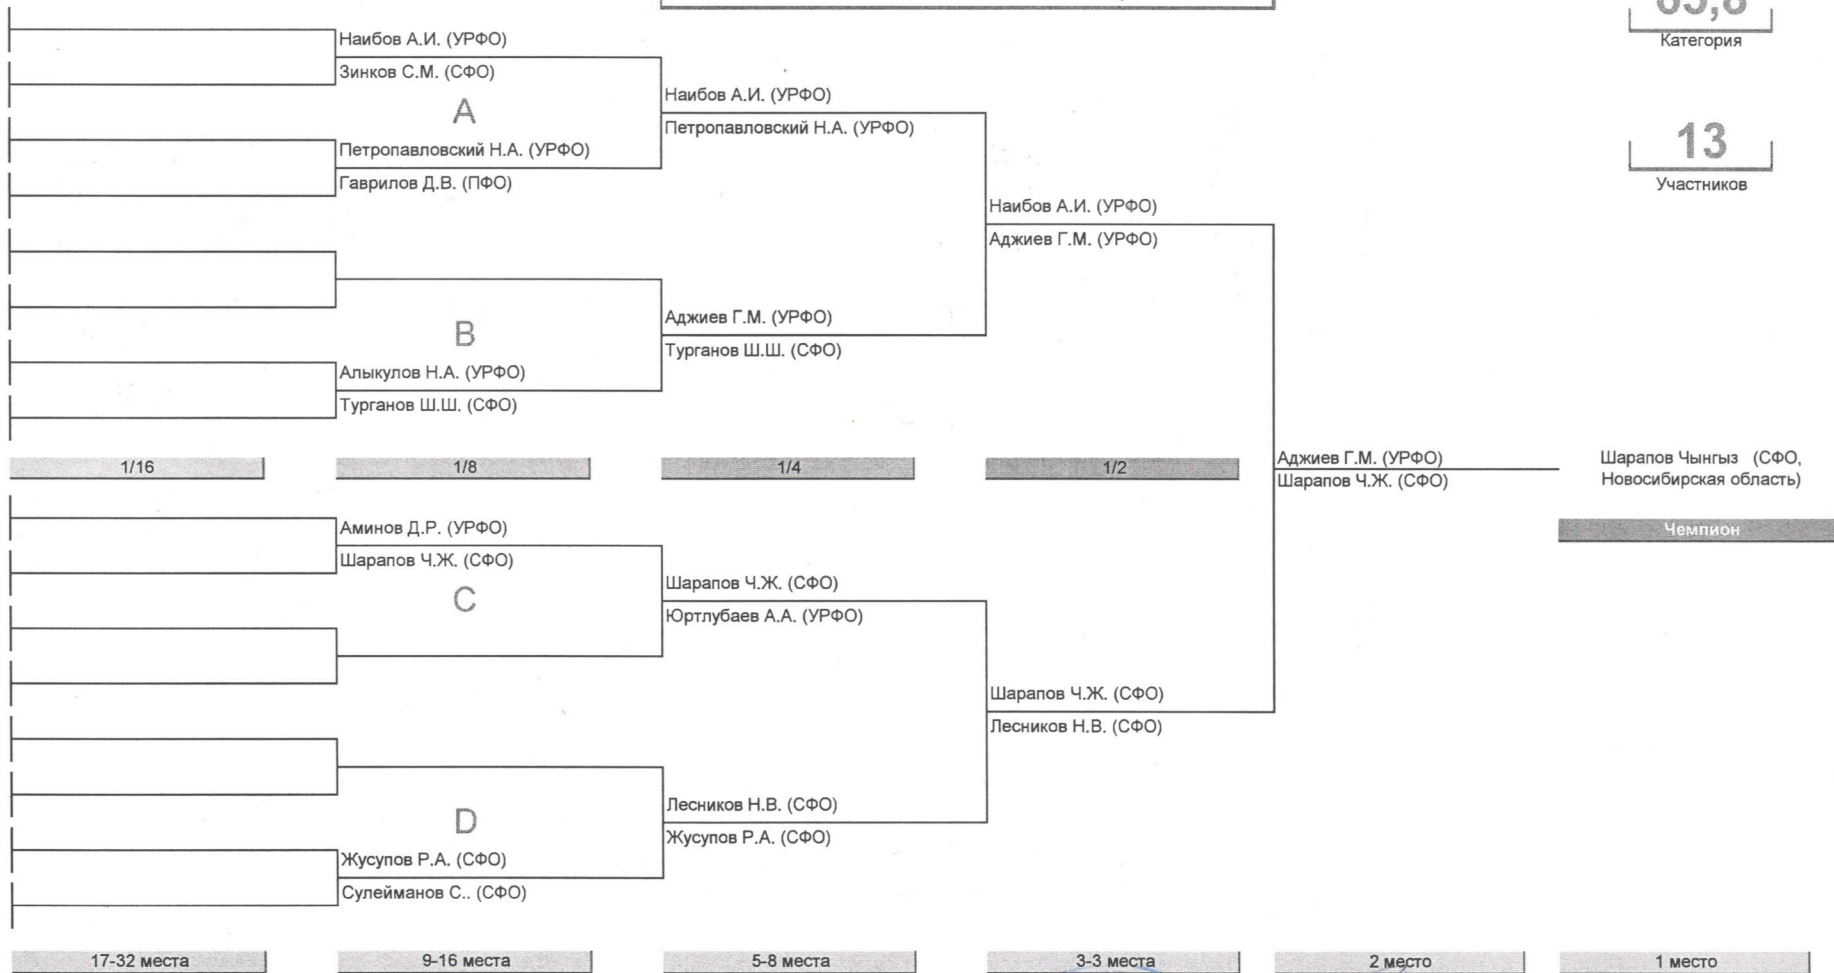 65,8
Категория
13
Участников
Наибов А.И. (УРФО)
Зинков С.М. (СФО)
A
Петропавловский Н.А. (УРФО)
Гаврилов Д.В. (ПФО)
B
Алыкулов Н.А. (УРФО)
Турганов Ш.Ш. (СФО)
Наибов А.И. (УРФО)
Петропавловский Н.А. (УРФО)
Аджиев Г.М. (УРФО)
Турганов Ш.Ш. (СФО)
Наибов А.И. (УРФО)
Аджиев Г.М. (УРФО)
1/16
1/8
1/4
1/2
Аджиев Г.М. (УРФО)
Шарапов Ч.Ж. (СФО)
Шарапов Чынгыз (СФО,
Новосибирская область)
Чемпион
Аминов Д.Р. (УРФО)
Шарапов Ч.Ж. (СФО)
C
D
Жусупов Р.А. (СФО)
Сулейманов С.. (СФО)
Шарапов Ч.Ж. (СФО)
Юртлубаев А.А. (УРФО)
Лесников Н.В. (СФО)
Жусупов Р.А. (СФО)
Шарапов Ч.Ж. (СФО)
Лесников Н.В. (СФО)
17-32 места
9-16 места
5-8 места
3-3 места
2 место
1 место